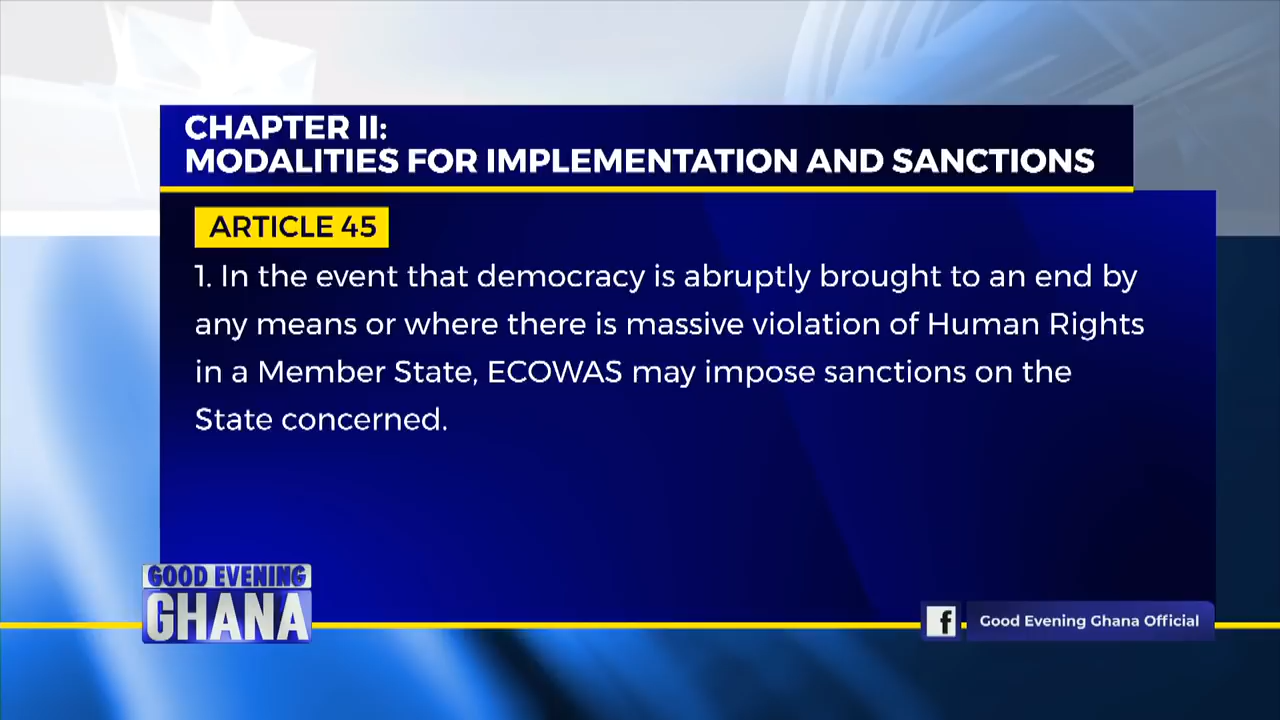 CHAPTER II:
MODALITIES FOR IMPLEMENTATION AND SANCTIONS
ARTICLE 45
1. In the event that democracy is abruptly brought to an end by
any means or where there is massive violation of Human Rights
in a Member State, ECOWAS may impose sanctions on the
State concerned.
GOOD EVENING
GHANA
f
Good Evening Ghana Official